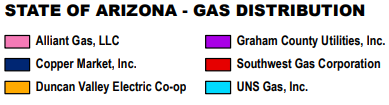 STATE OF ARIZONA - GAS DISTRIBUTION
Alliant Gas, LLC
Graham County Utilities, Inc.
Copper Market, Inc.
Southwest Gas Corporation
Duncan Valley Electric Co-op
UNS Gas, Inc.